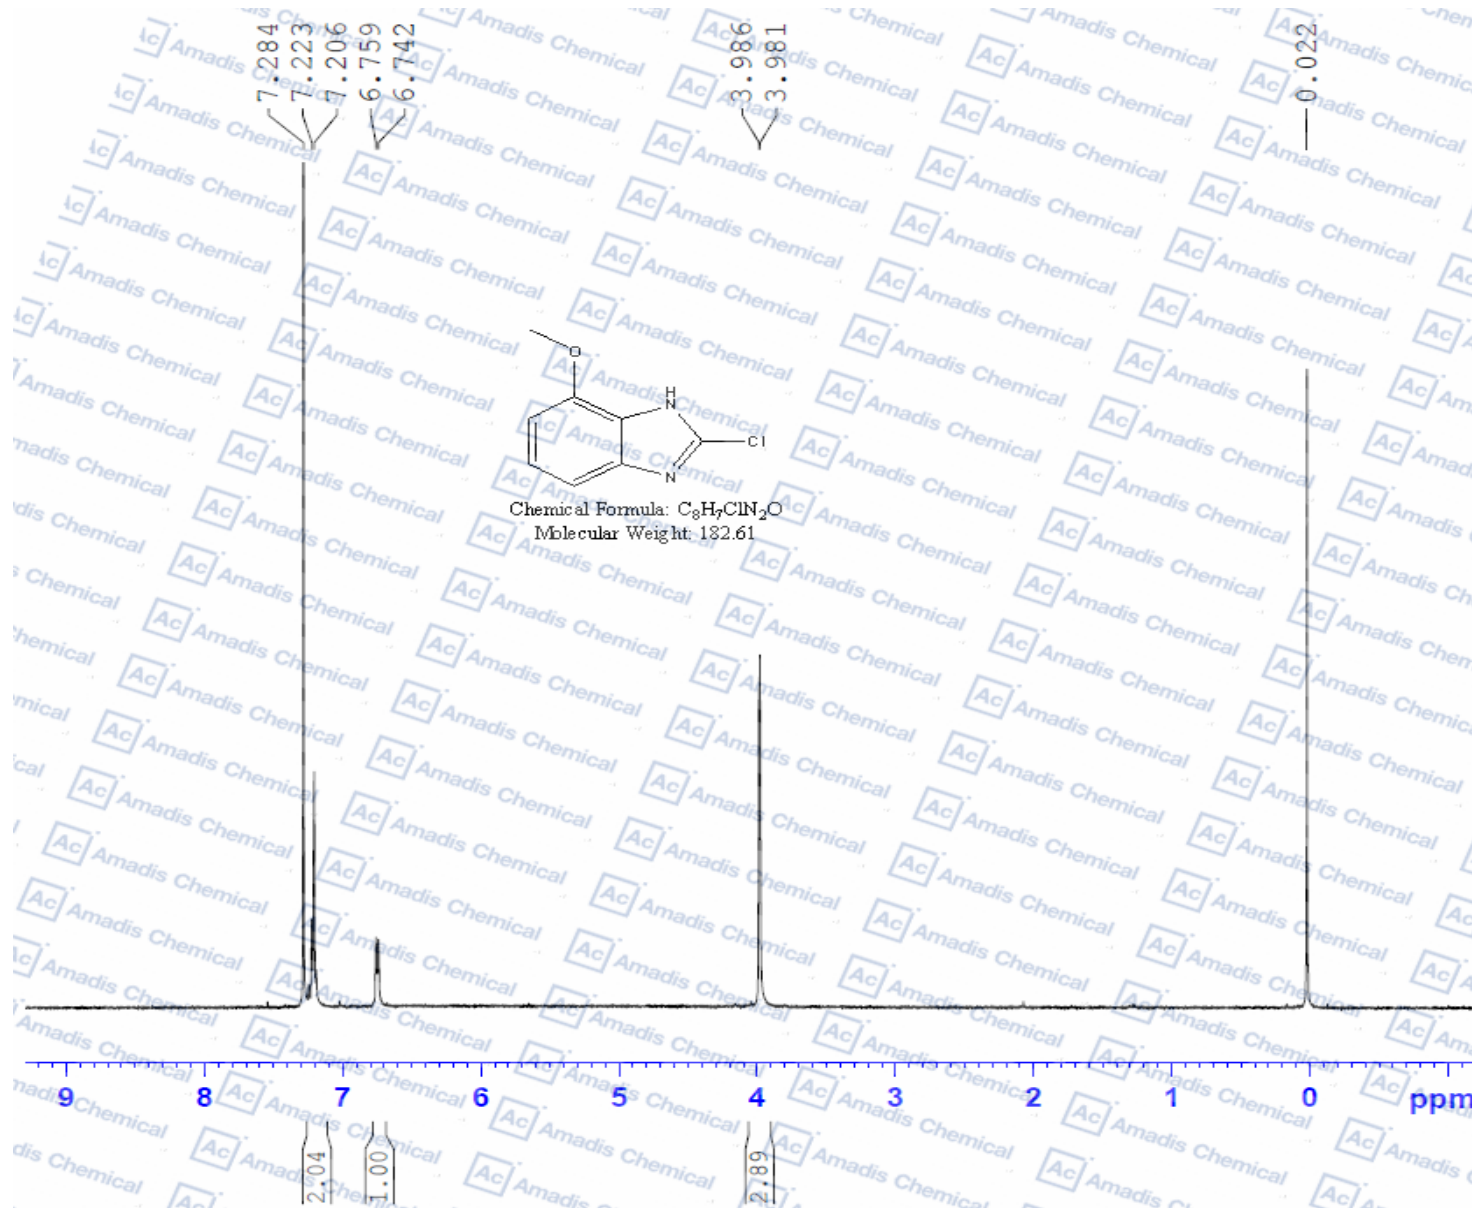 7.284
7.223
7.206
6.759
6.742
3.986
3.981
0.022
O
H
N
N
Cl
Chemical Formula: C₈H₇ClN₂O
Molecular Weight: 182.61
9 8 7 6 5 4 3 2 1 0 ppm
2.04
1.00
2.89
Ac Amadis Chemical